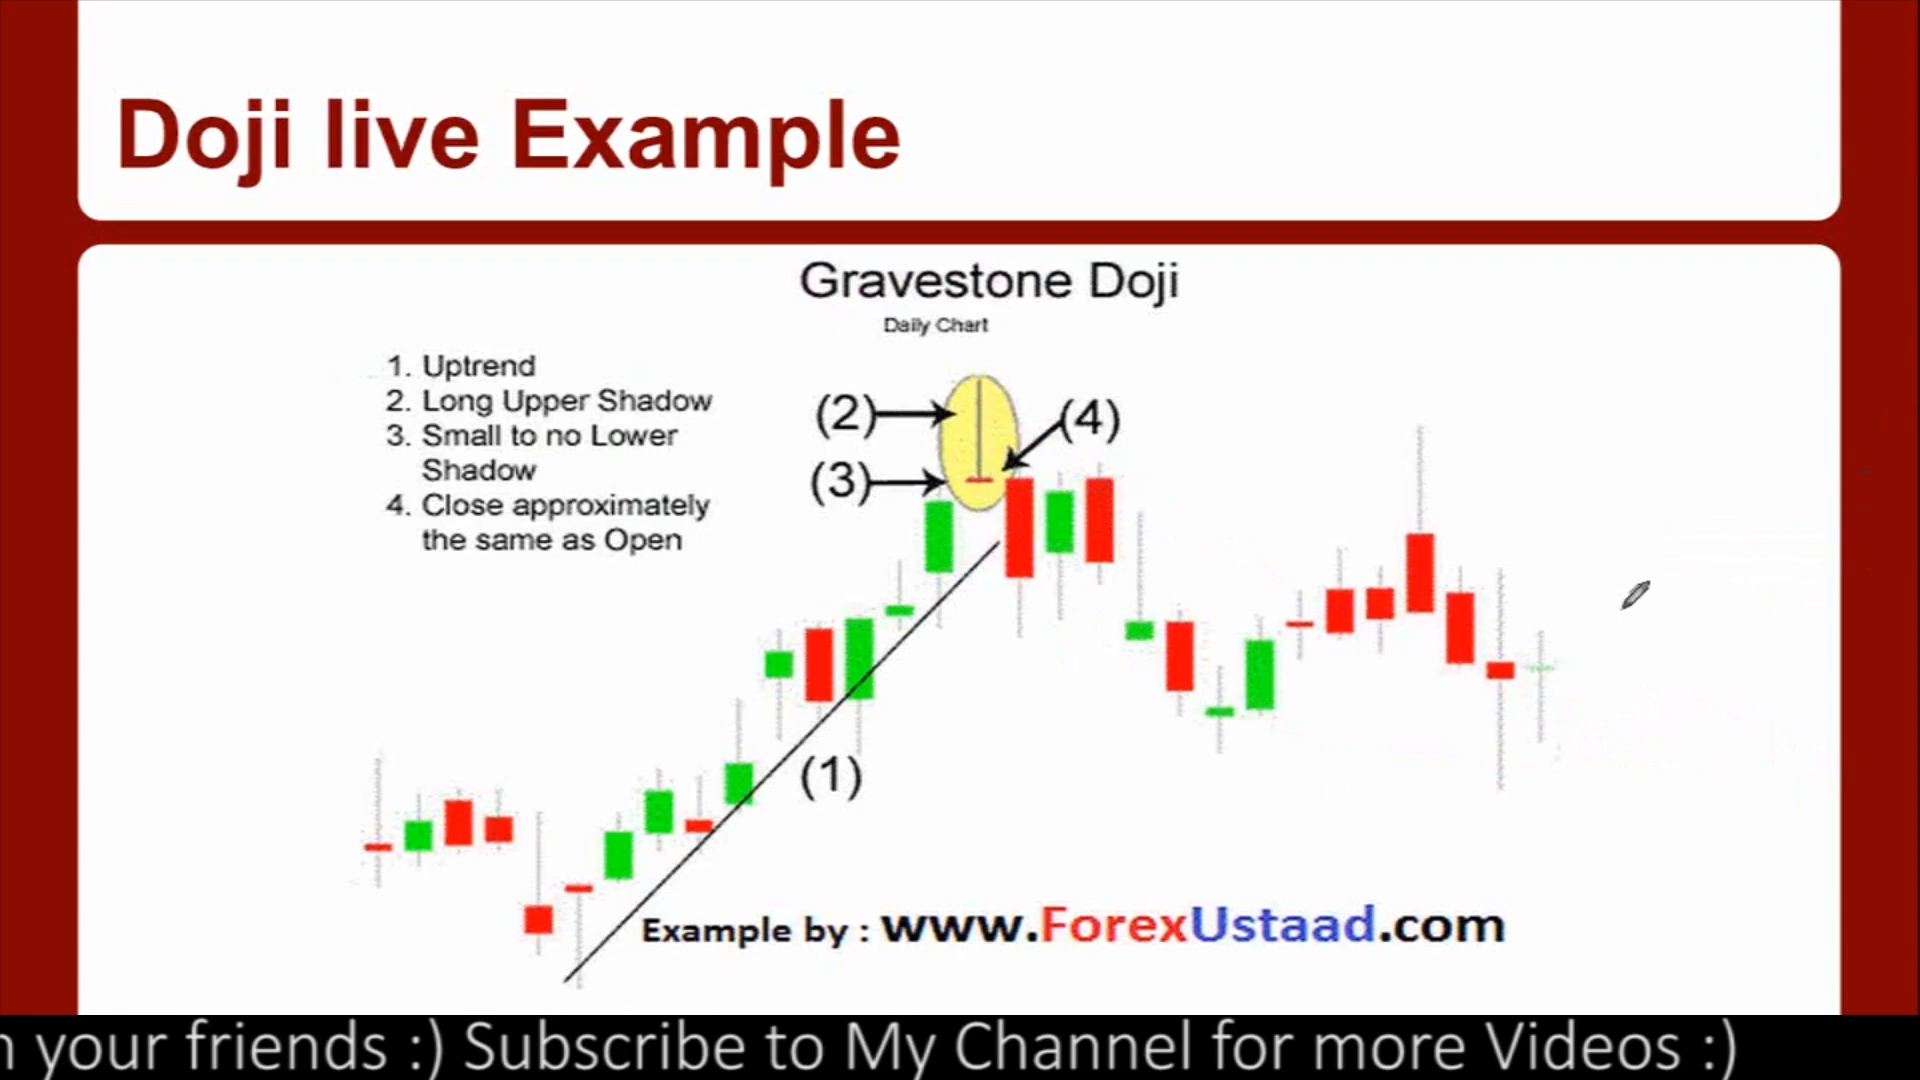 Doji live Example
Gravestone Doji
Daily Chart
1. Uptrend
2. Long Upper Shadow
3. Small to no Lower
Shadow
4. Close approximately
the same as Open
(2)
(4)
(3)
(1)
Example by : www.ForexUstaad.com
your friends :) Subscribe to My Channel for more Videos :)